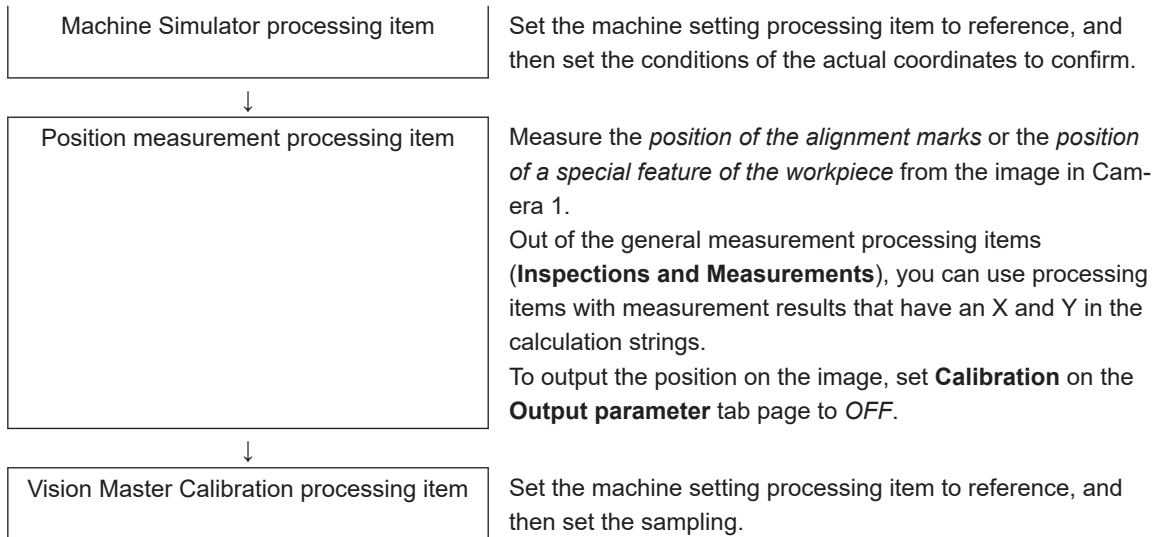 Machine Simulator processing item
Set the machine setting processing item to reference, and
then set the conditions of the actual coordinates to confirm.
↓
Position measurement processing item
Measure the position of the alignment marks or the position
of a special feature of the workpiece from the image in Cam-
era 1.
Out of the general measurement processing items
(Inspections and Measurements), you can use processing
items with measurement results that have an X and Y in the
calculation strings.
To output the position on the image, set Calibration on the
Output parameter tab page to OFF.
↓
Vision Master Calibration processing item
Set the machine setting processing item to reference, and
then set the sampling.